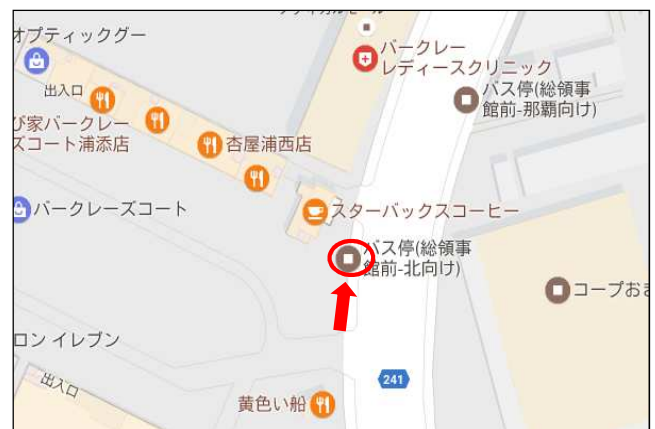 オプティックグー
バークレー
レディースクリニック
バス停(総領事
館前-那覇向け)
出入口
び家バークレー
ズコート浦添店
杏屋浦西店
バークレーズコート
スターバックスコーヒー
バス停(総領事
館前-北向け)
コープおき
ロン イレブン
出入口
241
黄色い船